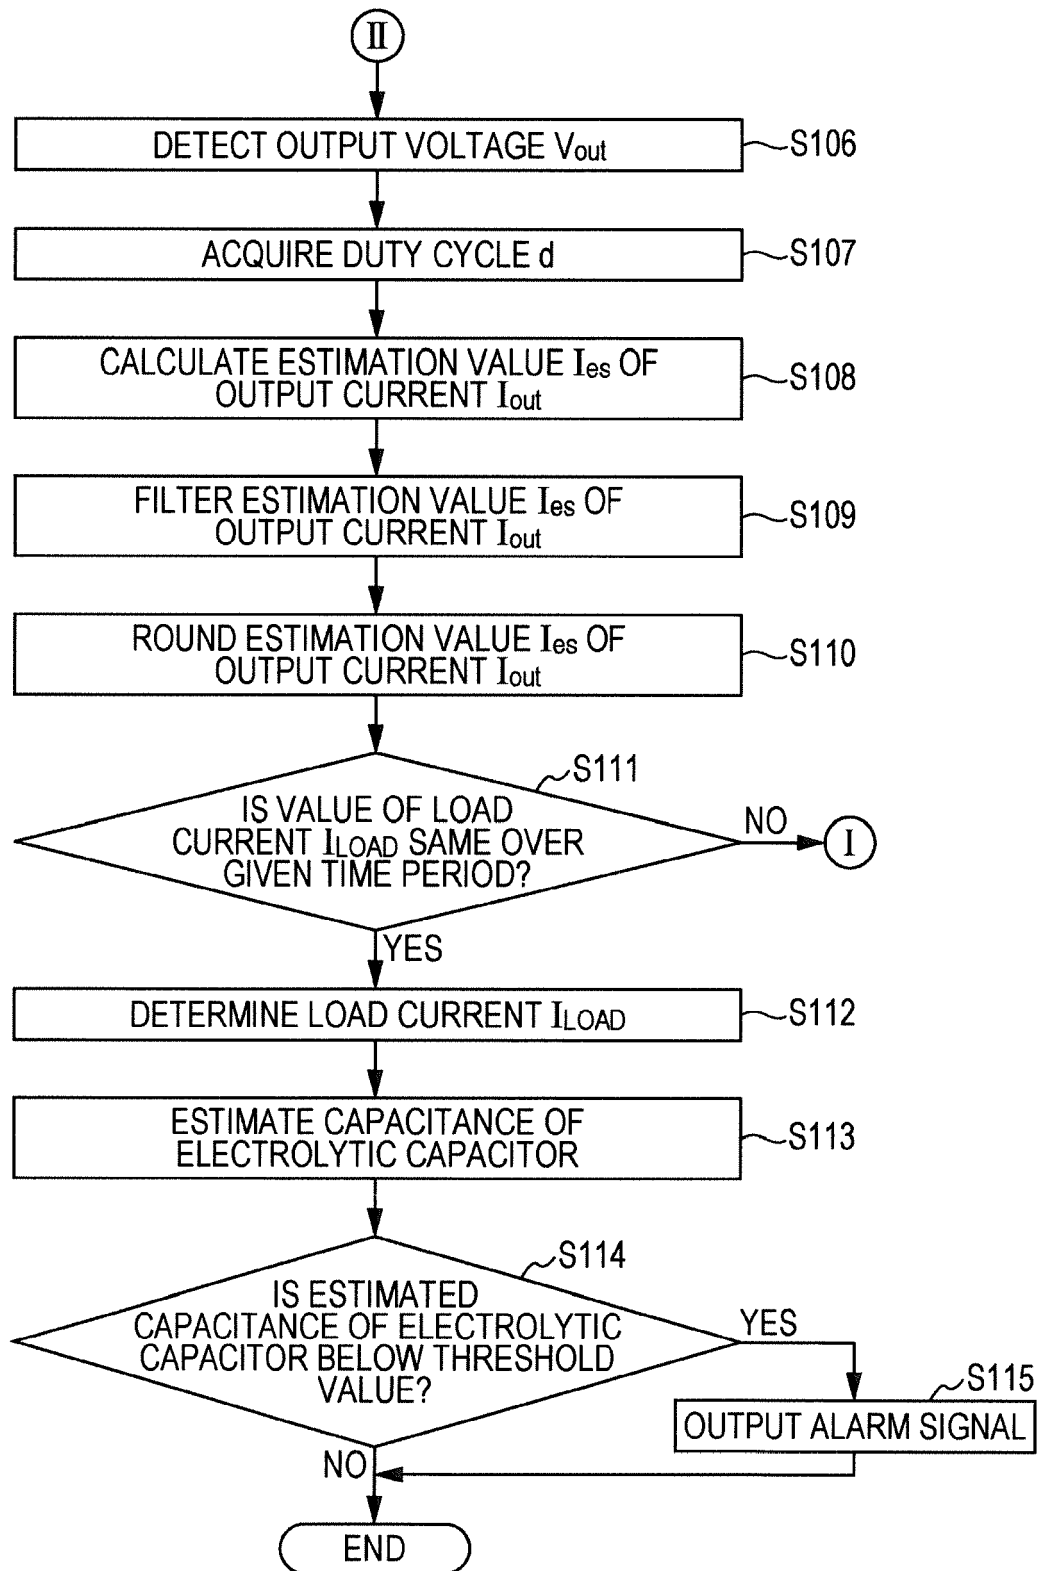 II
DETECT OUTPUT VOLTAGE Vout
S106
ACQUIRE DUTY CYCLE d
S107
CALCULATE ESTIMATION VALUE Ies OF
OUTPUT CURRENT Iout
S108
FILTER ESTIMATION VALUE Ies OF
OUTPUT CURRENT Iout
S109
ROUND ESTIMATION VALUE Ies OF
OUTPUT CURRENT Iout
S110
S111
IS VALUE OF LOAD
CURRENT ILOAD SAME OVER
GIVEN TIME PERIOD?
NO
I
YES
DETERMINE LOAD CURRENT ILOAD
S112
ESTIMATE CAPACITANCE OF
ELECTROLYTIC CAPACITOR
S113
S114
IS ESTIMATED
CAPACITANCE OF ELECTROLYTIC
CAPACITOR BELOW THRESHOLD
VALUE?
YES
S115
OUTPUT ALARM SIGNAL
NO
END